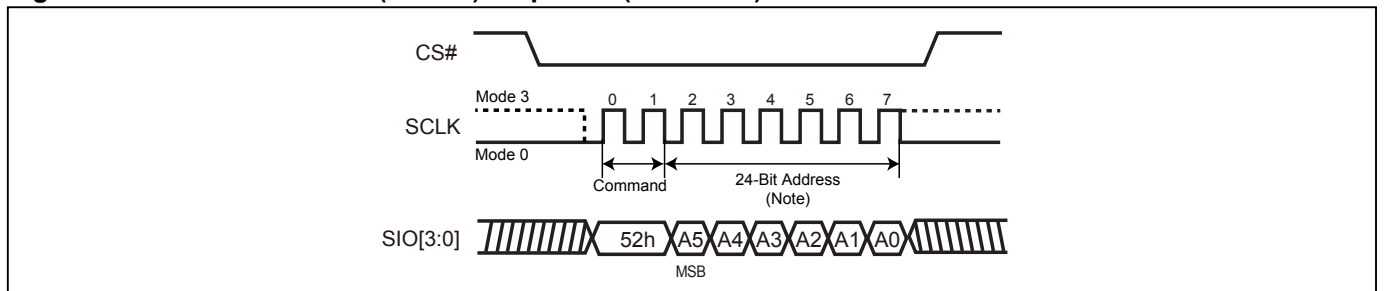 CS#
Mode 3
0 1 2 3 4 5 6 7
SCLK
Mode 0
Command
24-Bit Address
(Note)
SIO[3:0]
52h A5 A4 A3 A2 A1 A0
MSB